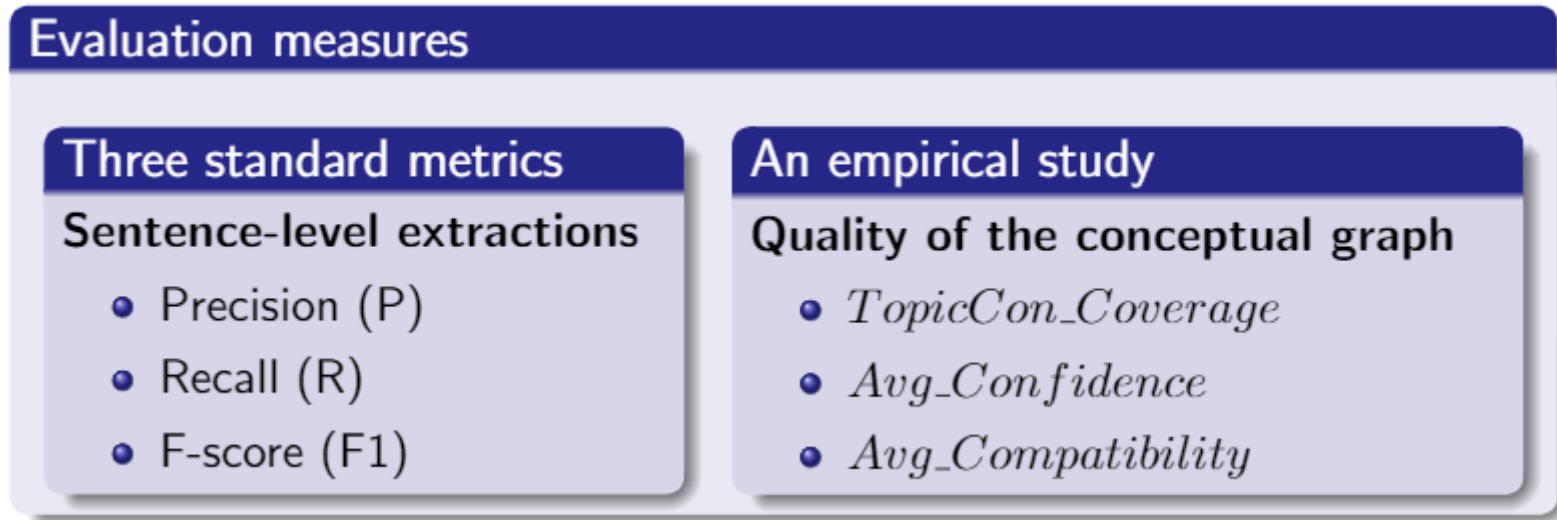 Evaluation measures
Three standard metrics
Sentence-level extractions
Precision (P)
Recall (R)
F-score (F1)
An empirical study
Quality of the conceptual graph
TopicCon_Coverage
Avg_Confidence
Avg_Compatibility